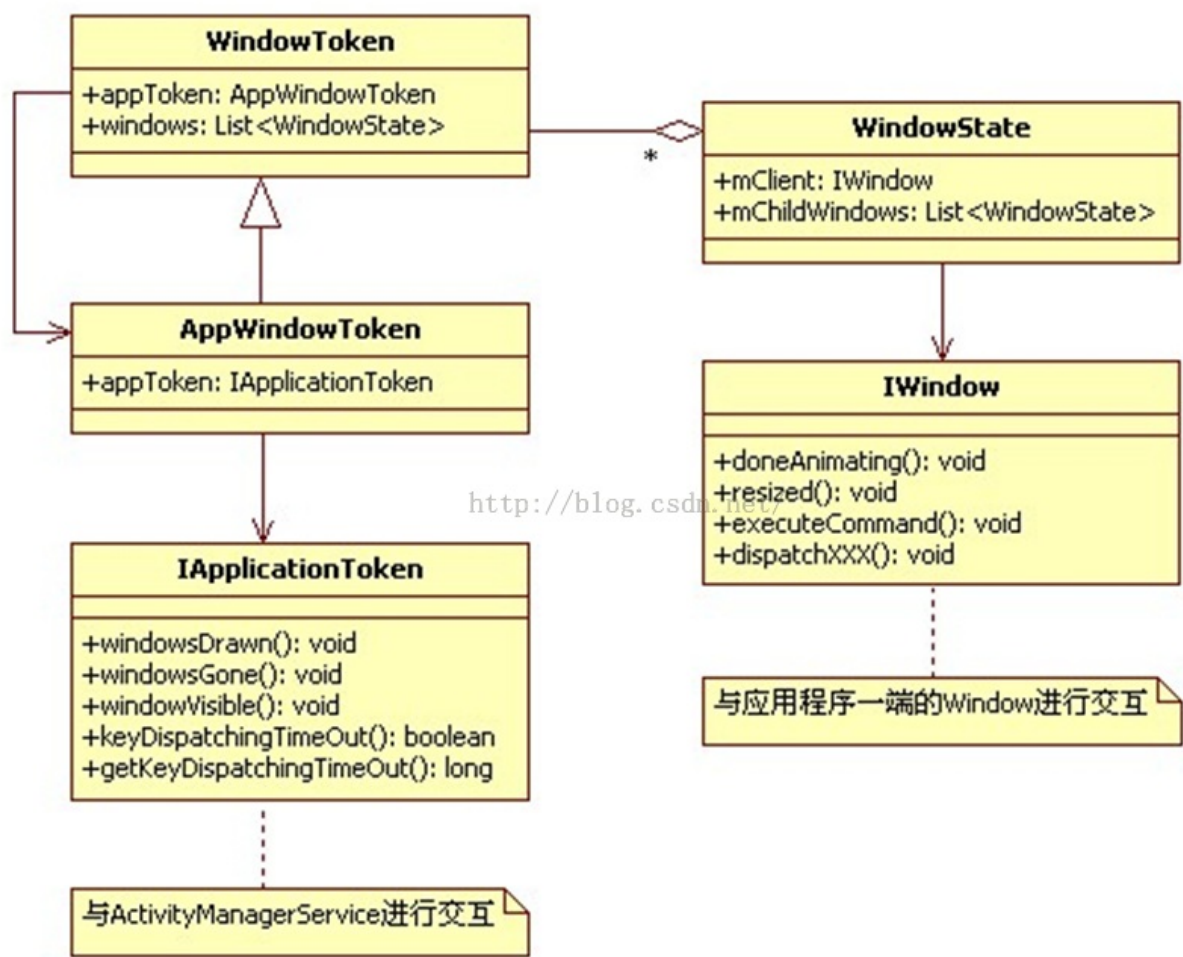 WindowToken
+appToken: AppWindowToken
+windows: List<WindowState>
WindowState
+mClient: IWindow
+mChildWindows: List<WindowState>
*
AppWindowToken
+appToken: IApplicationToken
IWindow
+doneAnimating(): void
+resized(): void
+executeCommand(): void
+dispatchXXX(): void
http://blog.csdn.net/
IApplicationToken
+windowsDrawn(): void
+windowsGone(): void
+windowVisible(): void
+keyDispatchingTimeOut(): boolean
+getKeyDispatchingTimeOut(): long
与应用程序一端的Window进行交互
与ActivityManagerService进行交互